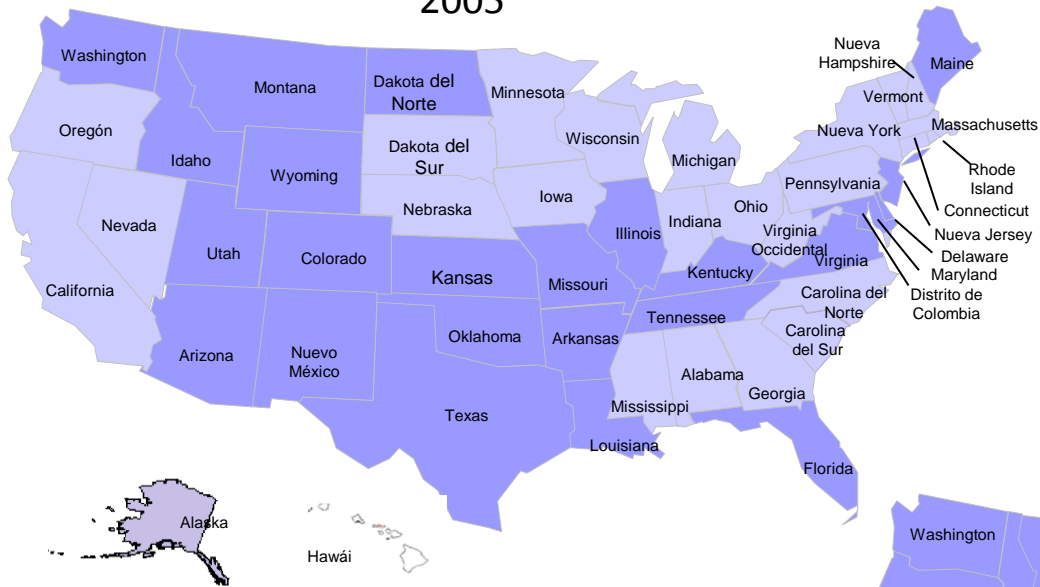 2005
Washington
Montana
Dakota del
Norte
Minnesota
Nueva
Hampshire
Maine
Vermont
Oregón
Idaho
Wyoming
Dakota del
Sur
Wisconsin
Michigan
Nueva York
Massachusetts
Rhode
Island
Nevada
Utah
Colorado
Nebraska
Iowa
Illinois
Indiana
Ohio
Pennsylvania
Connecticut
Nueva Jersey
Delaware
Maryland
Distrito de
Colombia
Virginia
Occidental
Virginia
California
Kansas
Missouri
Kentucky
Carolina del
Norte
Tennessee
Carolina
del Sur
Arizona
Nuevo
México
Oklahoma
Arkansas
Alabama
Georgia
Mississippi
Texas
Louisiana
Florida
Alaska
Hawái
Washington